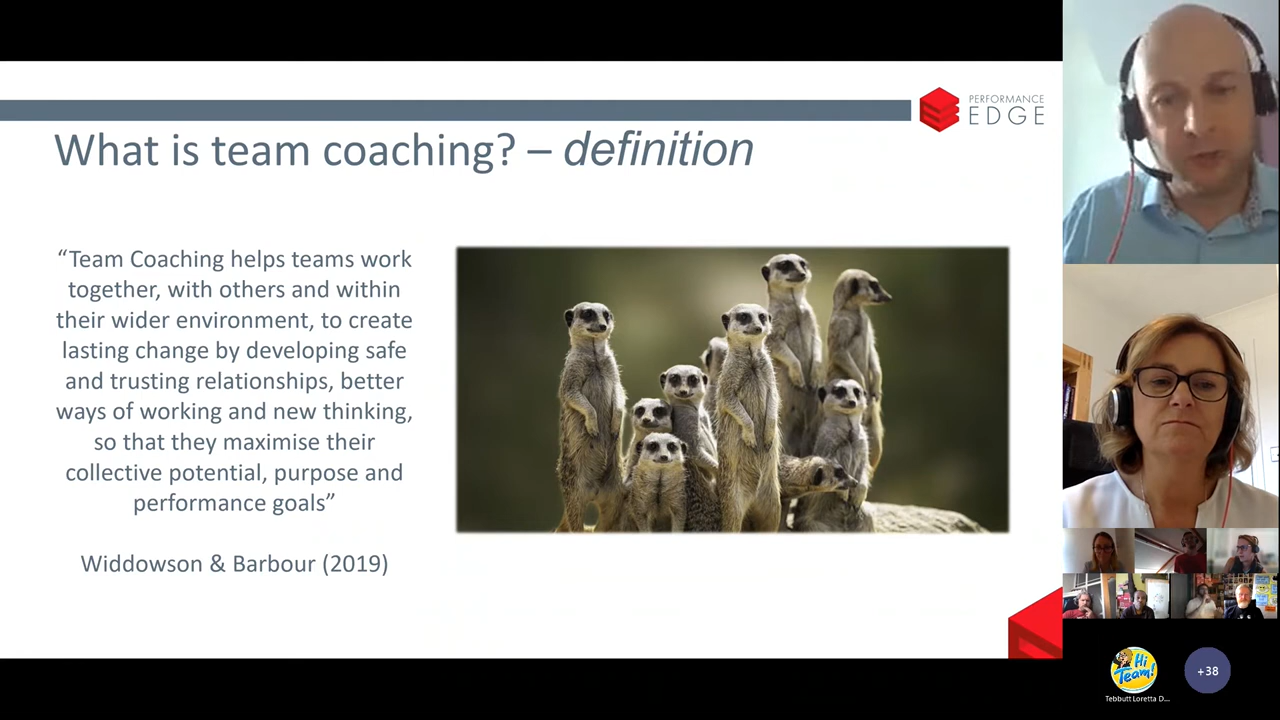 PERFORMANCE
EDGE
What is team coaching? – definition
“Team Coaching helps teams work
together, with others and within
their wider environment, to create
lasting change by developing safe
and trusting relationships, better
ways of working and new thinking,
so that they maximise their
collective potential, purpose and
performance goals”
Widdowson & Barbour (2019)
Hi
Team!
Tebbutt Loretta D...
+38